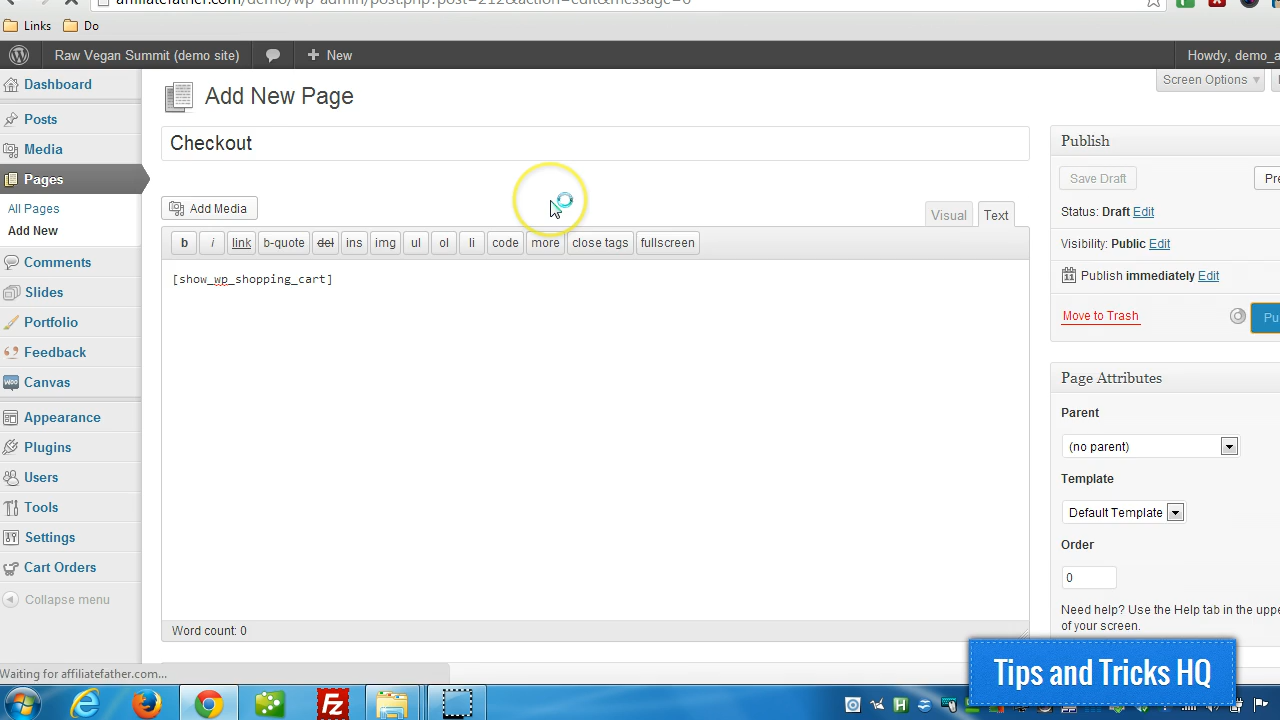 affiliatefather.com/demo/wp-admin/post.php?post=212&action=edit&message=6
Links Do
Raw Vegan Summit (demo site) New Howdy, demo_a
Dashboard
Posts
Media
Pages
All Pages
Add New
Comments
Slides
Portfolio
Feedback
Canvas
Appearance
Plugins
Users
Tools
Settings
Cart Orders
Collapse menu
Screen Options
Add New Page
Checkout
Add Media
Visual Text
b i link b-quote del ins img ul ol li code more close tags fullscreen
[show_wp_shopping_cart]
Word count: 0
Publish
Save Draft Pre
Status: Draft Edit
Visibility: Public Edit
Publish immediately Edit
Move to Trash Pu
Page Attributes
Parent
(no parent)
Template
Default Template
Order
0
Need help? Use the Help tab in the uppe
of your screen.
Waiting for affiliatefather.com...
Tips and Tricks HQ